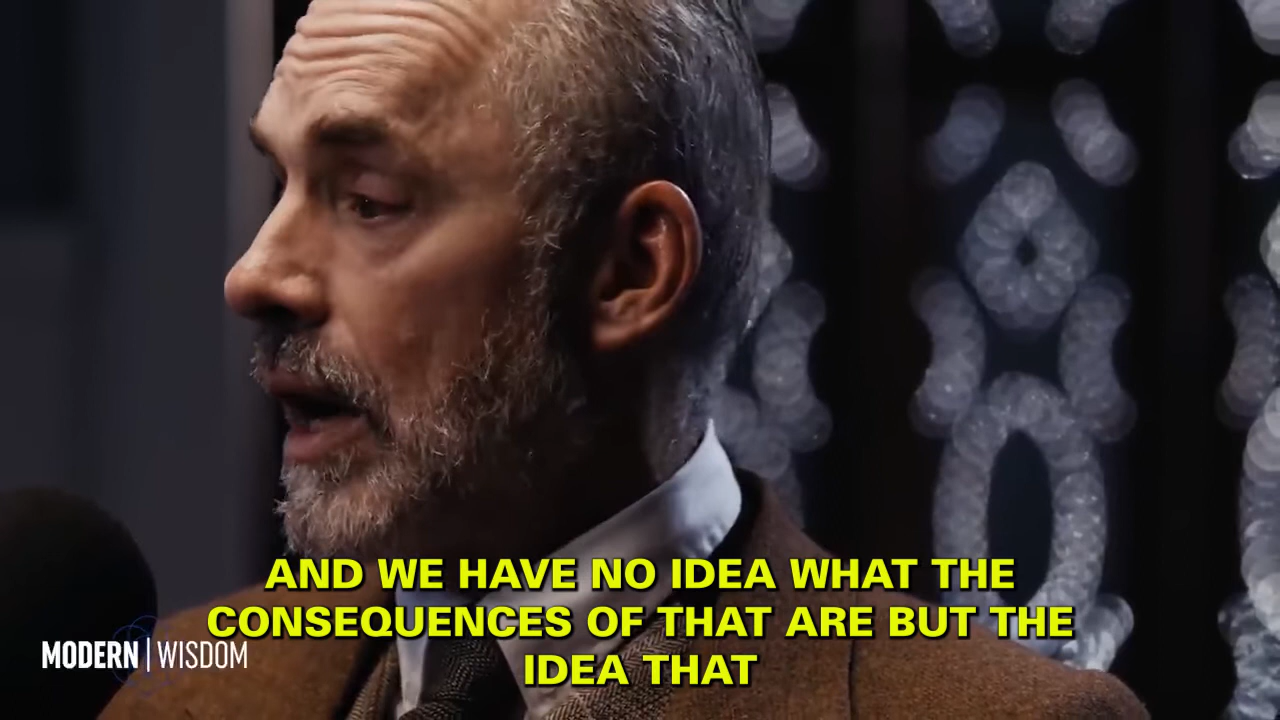 AND WE HAVE NO IDEA WHAT THE
CONSEQUENCES OF THAT ARE BUT THE
IDEA THAT
MODERN | WISDOM